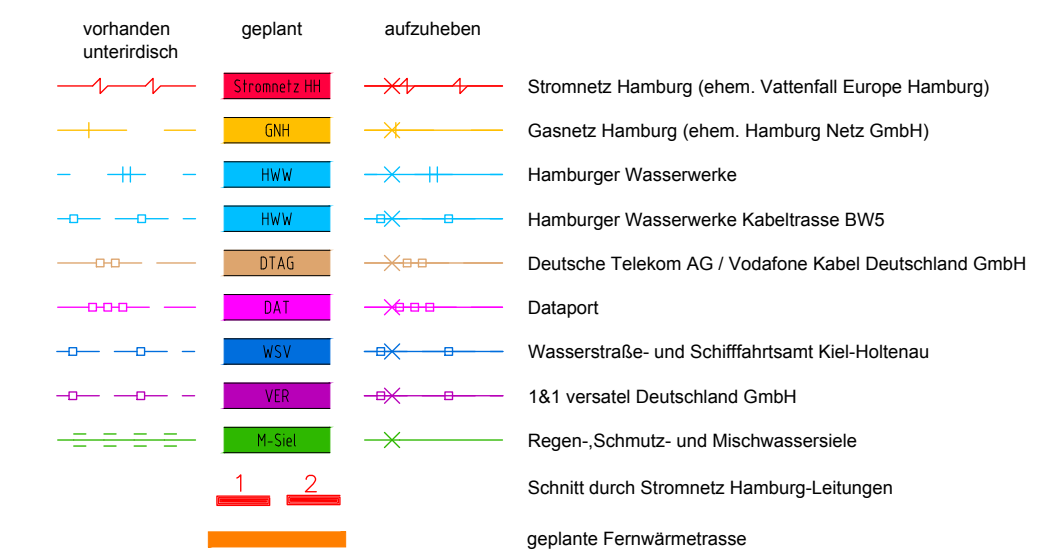 vorhanden geplant aufzuheben
unterirdisch
Stromnetz HH Stromnetz Hamburg (ehem. Vattenfall Europe Hamburg)
GNH Gasnetz Hamburg (ehem. Hamburg Netz GmbH)
HWW Hamburger Wasserwerke
HWW Hamburger Wasserwerke Kabeltrasse BW5
DTAG Deutsche Telekom AG / Vodafone Kabel Deutschland GmbH
DAT Dataport
WSV Wasserstraße- und Schifffahrtsamt Kiel-Holtenau
VER 1&1 versatel Deutschland GmbH
M-Siel Regen-,Schmutz- und Mischwassersiele
1 2 Schnitt durch Stromnetz Hamburg-Leitungen
geplante Fernwärmetrasse